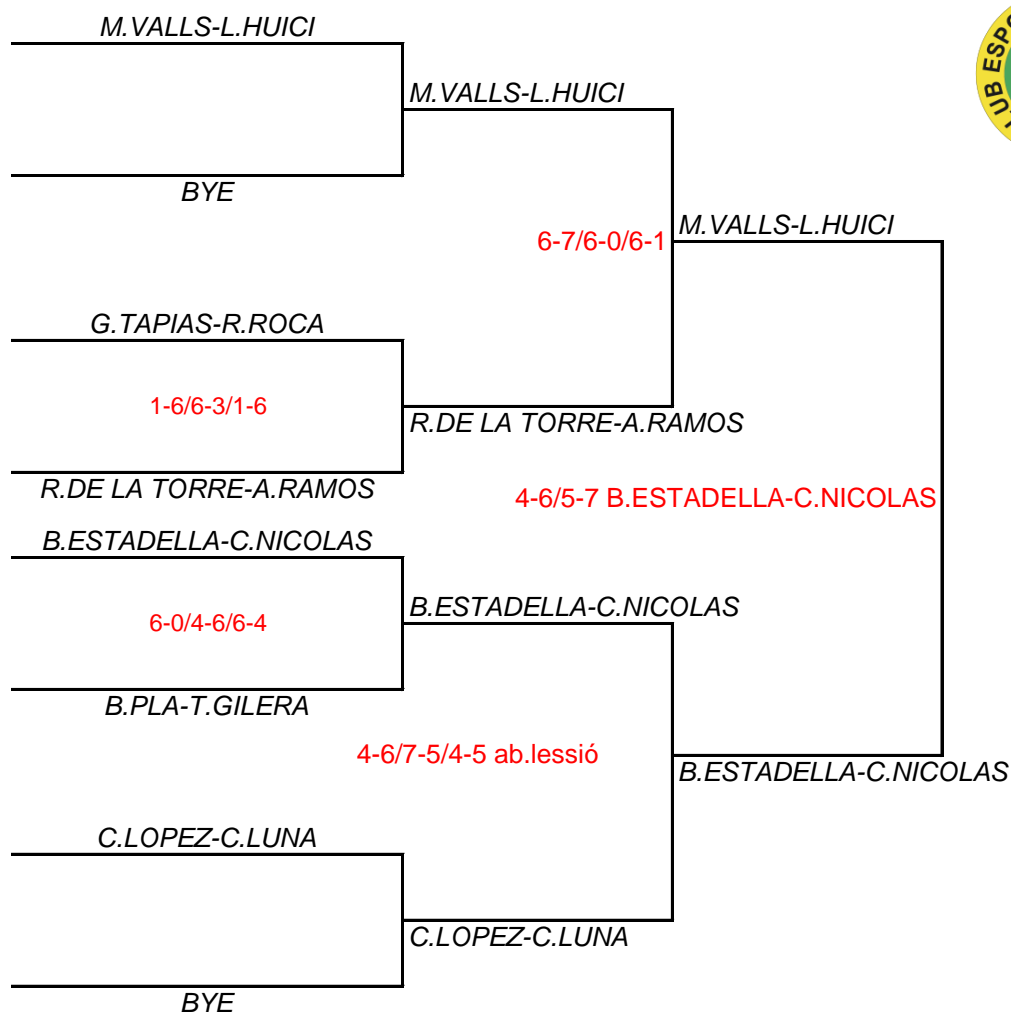 M.VALLS-L.HUICI
M.VALLS-L.HUICI
BYE
M.VALLS-L.HUICI
6-7/6-0/6-1
G.TAPIAS-R.ROCA
1-6/6-3/1-6
R.DE LA TORRE-A.RAMOS
R.DE LA TORRE-A.RAMOS
4-6/5-7 B.ESTADELLA-C.NICOLAS
B.ESTADELLA-C.NICOLAS
B.ESTADELLA-C.NICOLAS
6-0/4-6/6-4
B.PLA-T.GILERA
4-6/7-5/4-5 ab.lessió
B.ESTADELLA-C.NICOLAS
C.LOPEZ-C.LUNA
C.LOPEZ-C.LUNA
BYE